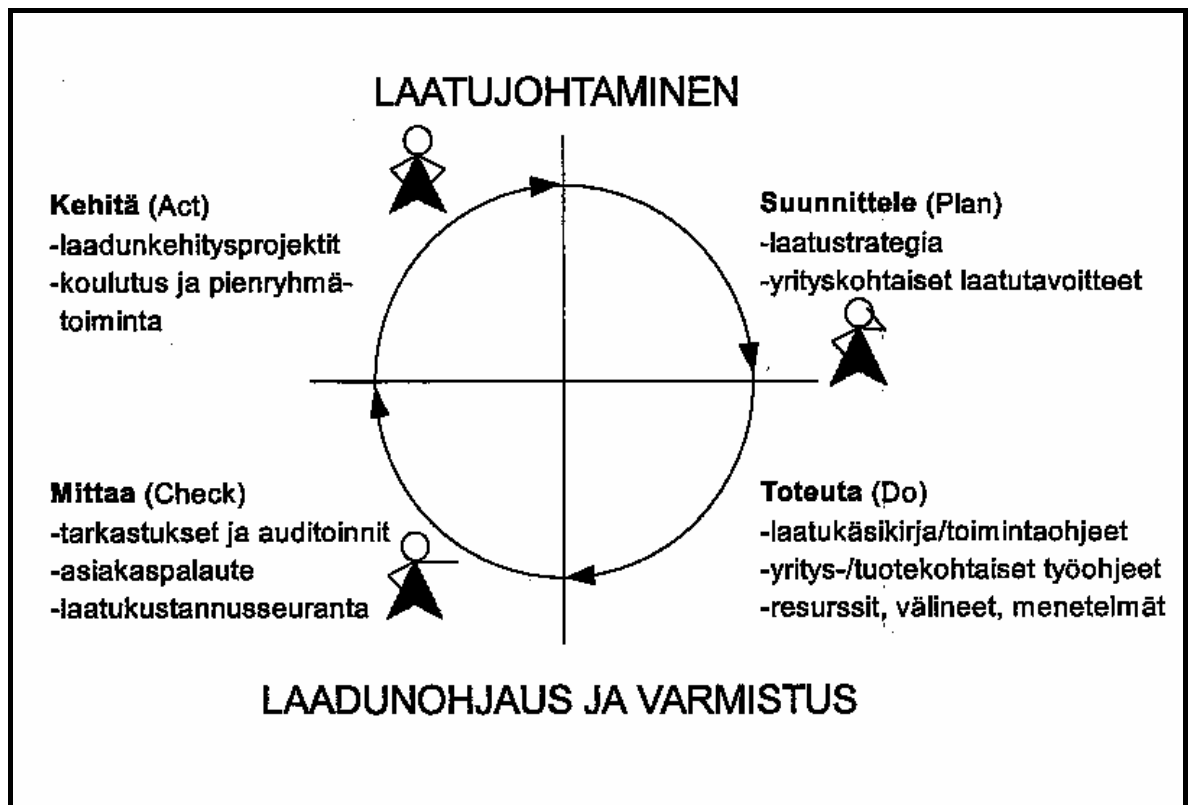 LAATUJOHTAMINEN
Kehitä (Act)
-laadunkehitysprojektit
-koulutus ja pienryhmä-
toiminta
Suunnittele (Plan)
-laatustrategia
-yrityskohtaiset laatutavoitteet
Mittaa (Check)
-tarkastukset ja auditoinnit
-asiakaspalaute
-laatukustannusseuranta
Toteuta (Do)
-laatukäsikirja/toimintaohjeet
-yritys-/tuotekohtaiset työohjeet
-resurssit, välineet, menetelmät
LAADUNOHJAUS JA VARMISTUS